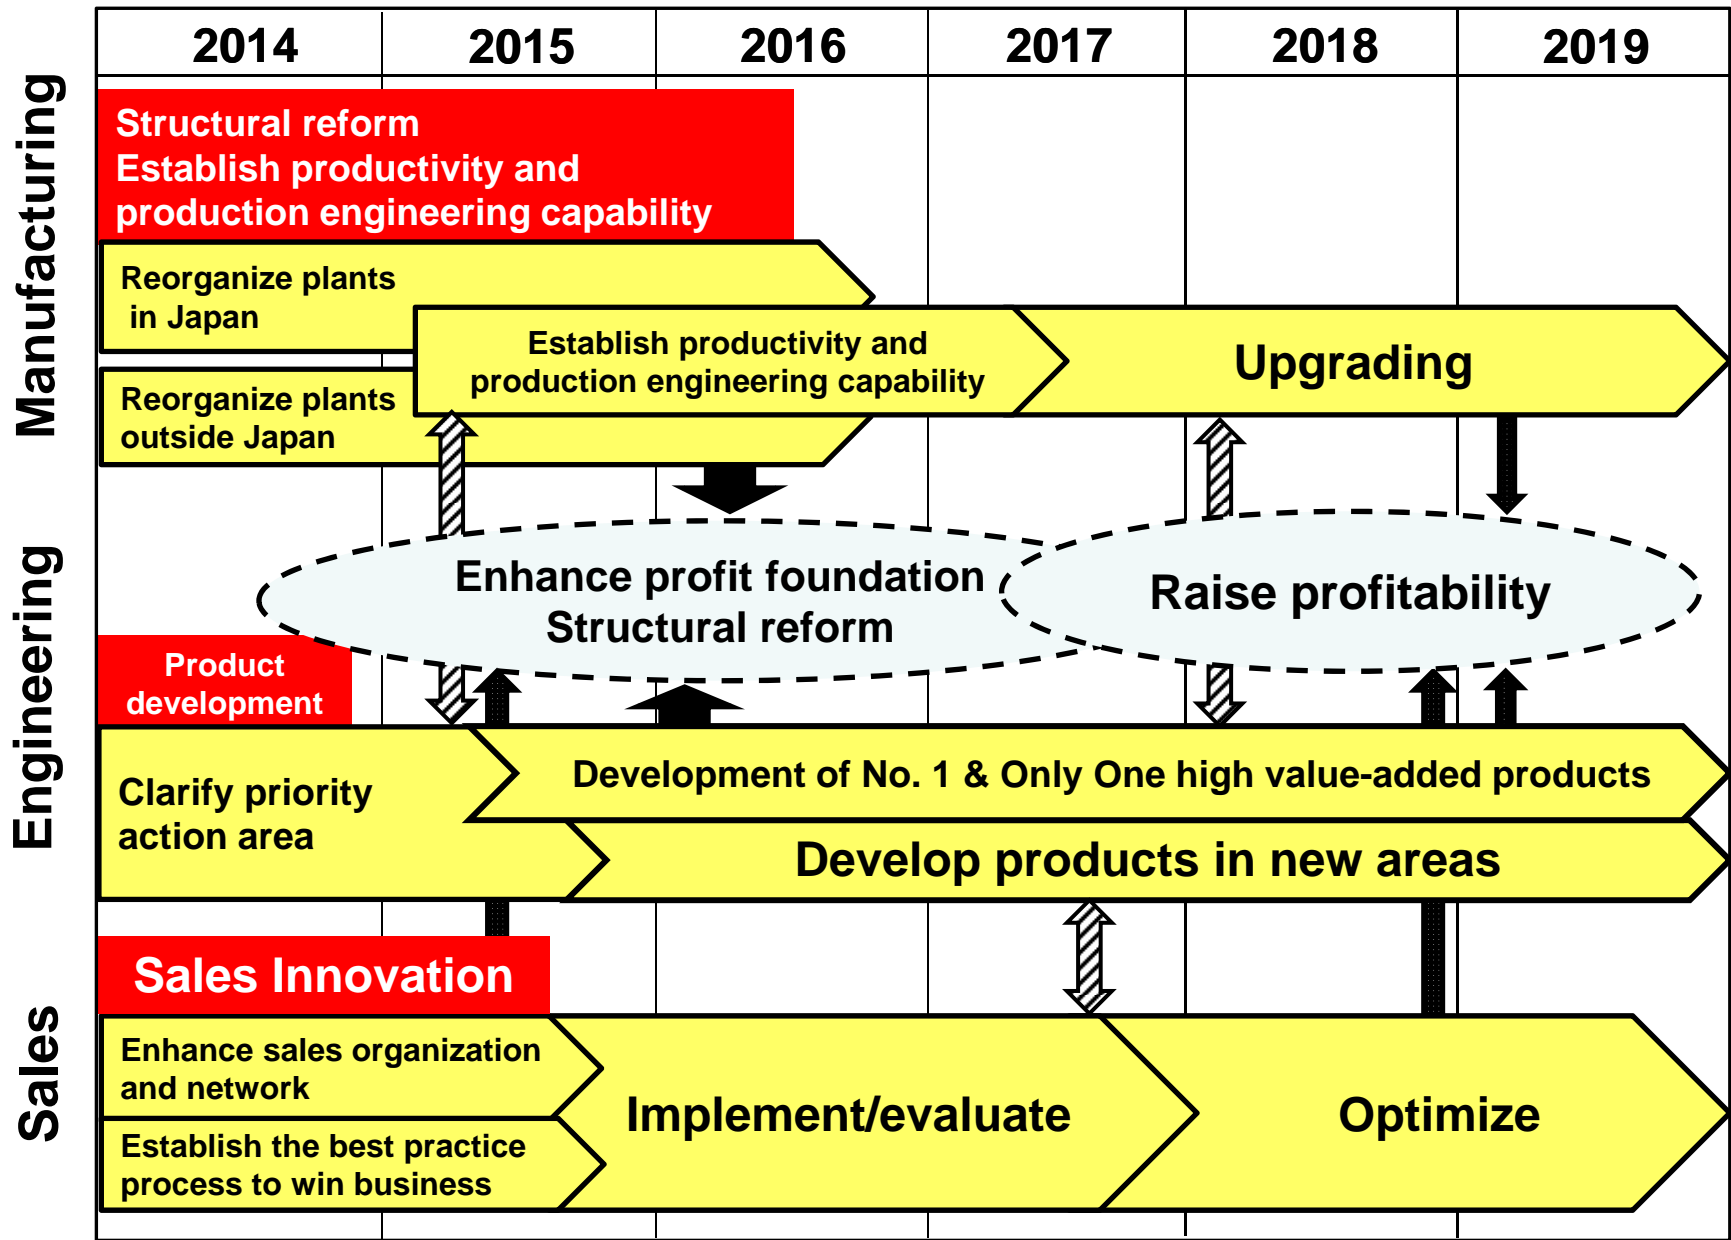 2014 2015 2016 2017 2018 2019
Manufacturing
Structural reform
Establish productivity and
production engineering capability
Reorganize plants
in Japan
Establish productivity and
production engineering capability
Upgrading
Reorganize plants
outside Japan
Engineering
Enhance profit foundation
Structural reform
Raise profitability
Product
development
Clarify priority
action area
Development of No. 1 & Only One high value-added products
Develop products in new areas
Sales
Sales Innovation
Enhance sales organization
and network
Establish the best practice
process to win business
Implement/evaluate
Optimize